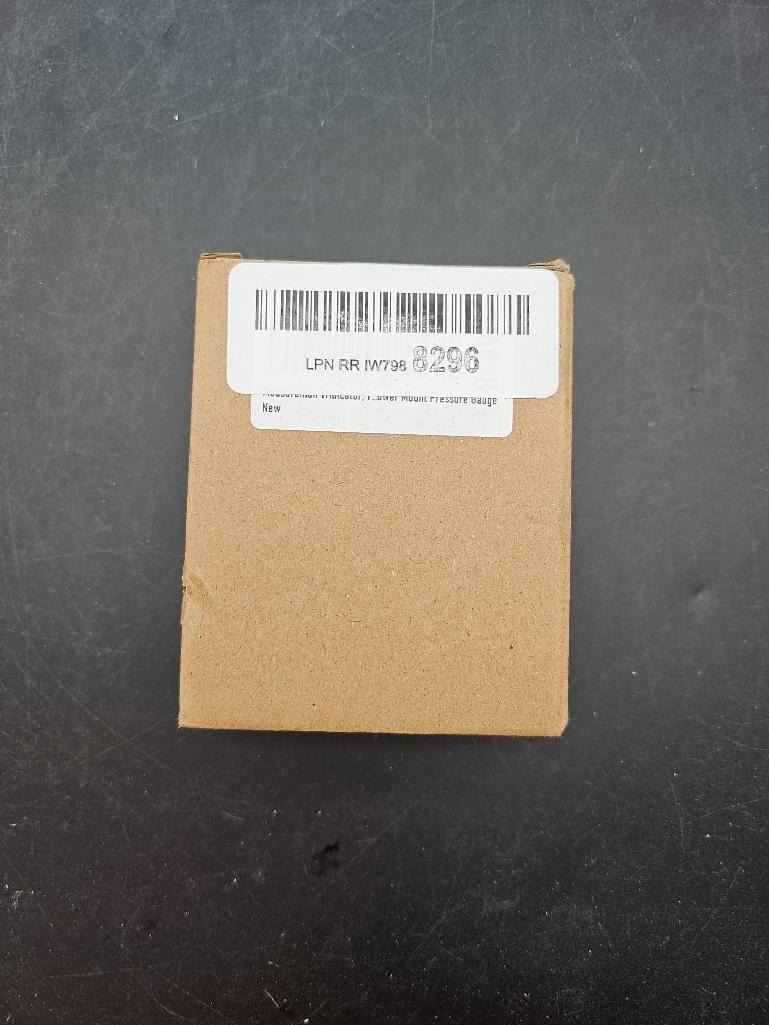 LPN RR IW798 8296
Mount Pressure Gauge
New